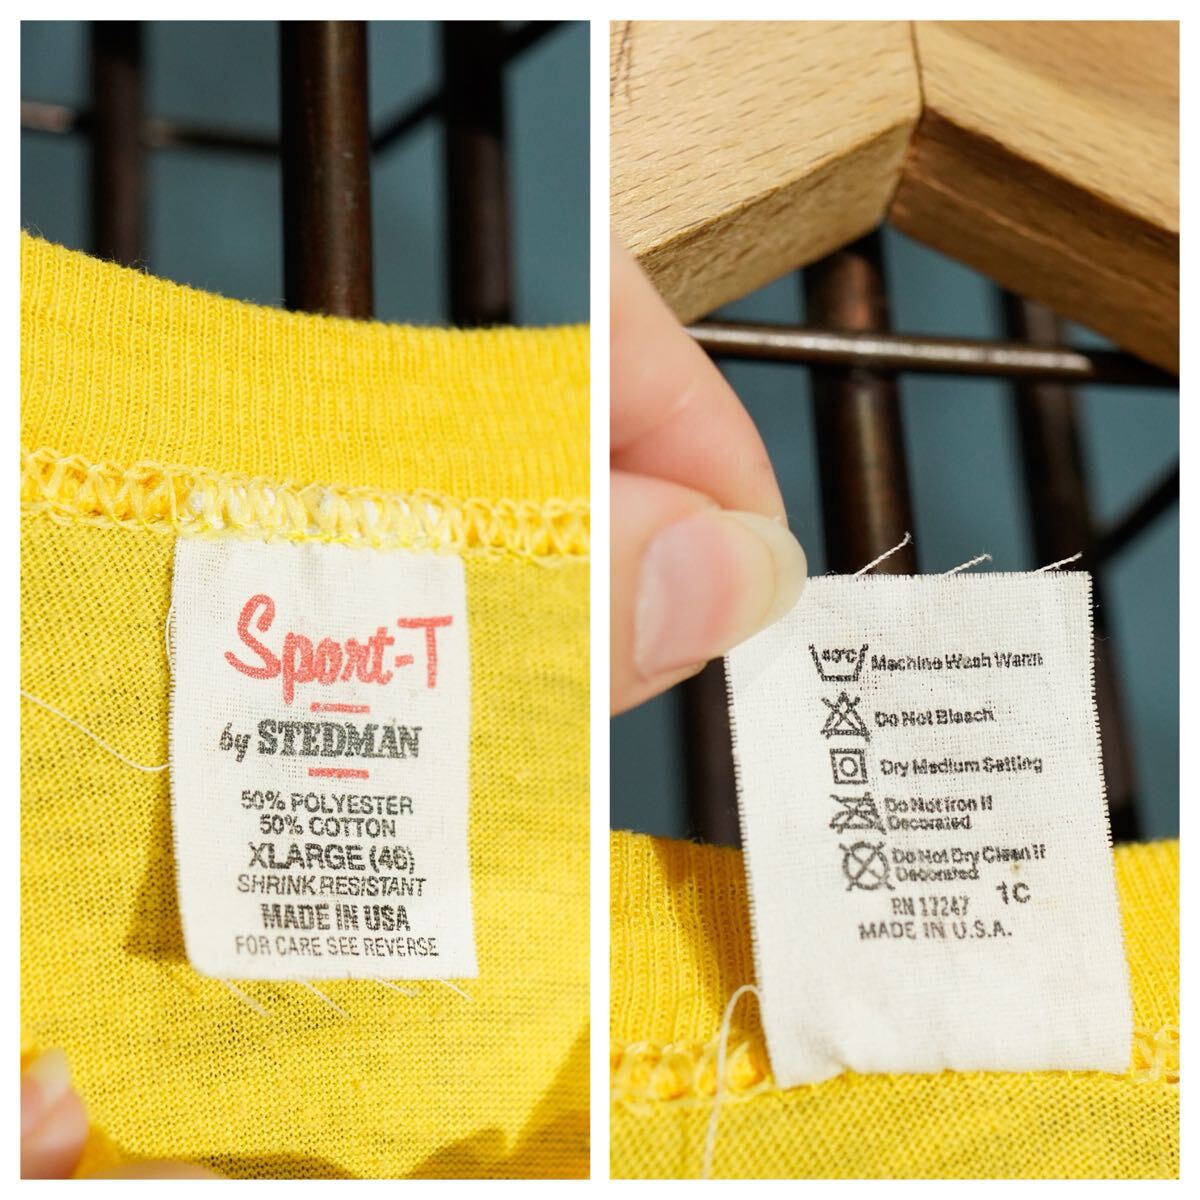 Sport-T
by STEDMAN
50% POLYESTER
50% COTTON
XLARGE (46)
SHRINK RESISTANT
MADE IN USA
FOR CARE SEE REVERSE
40°C Machine Wash Warm
Do Not Bleach
Dry Medium Setting
Do Not Iron If
Decorated
Do Not Dry Clean If
Decorated
1C
RN 17247
MADE IN U.S.A.